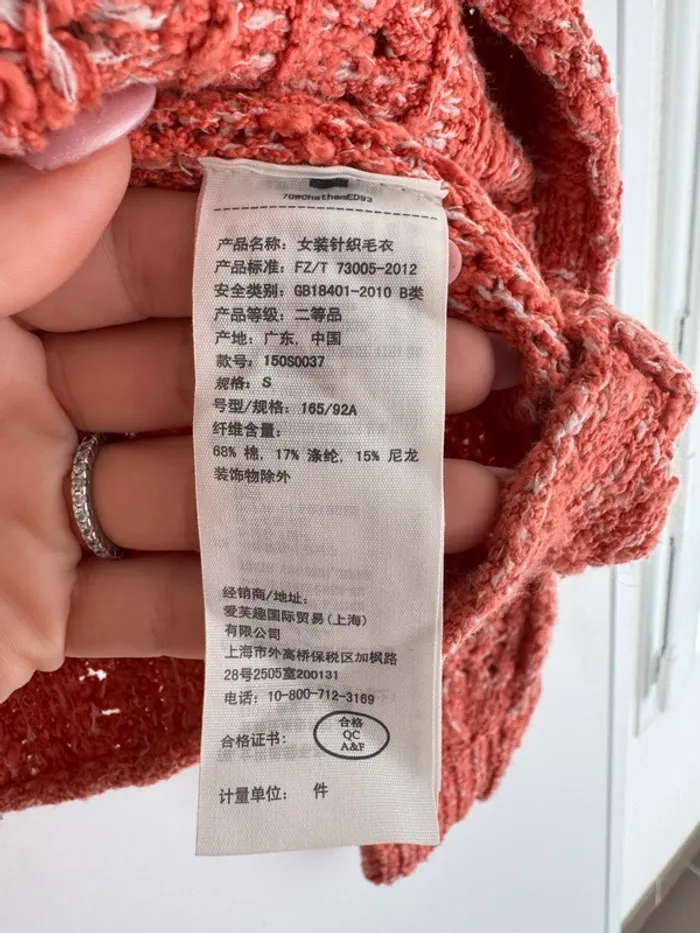 产品名称: 女装针织毛衣
产品标准: FZ/T 73005-2012
安全类别: GB18401-2010 B类
产品等级: 二等品
产地: 广东, 中国
款号: 150S0037
规格: S
号型/规格: 165/92A
纤维含量:
68% 棉, 17% 涤纶, 15% 尼龙
装饰物除外
经销商/地址:
爱芙趣国际贸易(上海)
有限公司
上海市外高桥保税区加枫路
28号2505室200131
电话: 10-800-712-3169
合格证书:
合格
QC
A&F
计量单位: 件